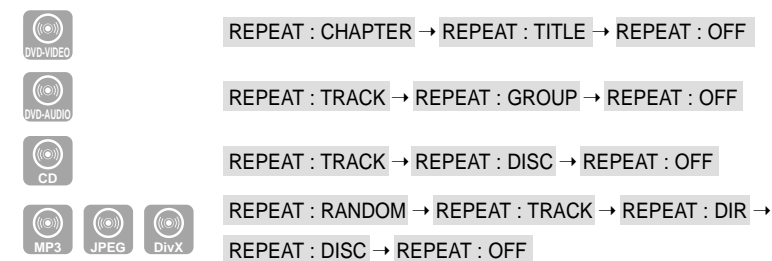 DVD-VIDEO REPEAT : CHAPTER ➝ REPEAT : TITLE ➝ REPEAT : OFF
DVD-AUDIO REPEAT : TRACK ➝ REPEAT : GROUP ➝ REPEAT : OFF
CD REPEAT : TRACK ➝ REPEAT : DISC ➝ REPEAT : OFF
MP3 JPEG DivX REPEAT : RANDOM ➝ REPEAT : TRACK ➝ REPEAT : DIR ➝
REPEAT : DISC ➝ REPEAT : OFF